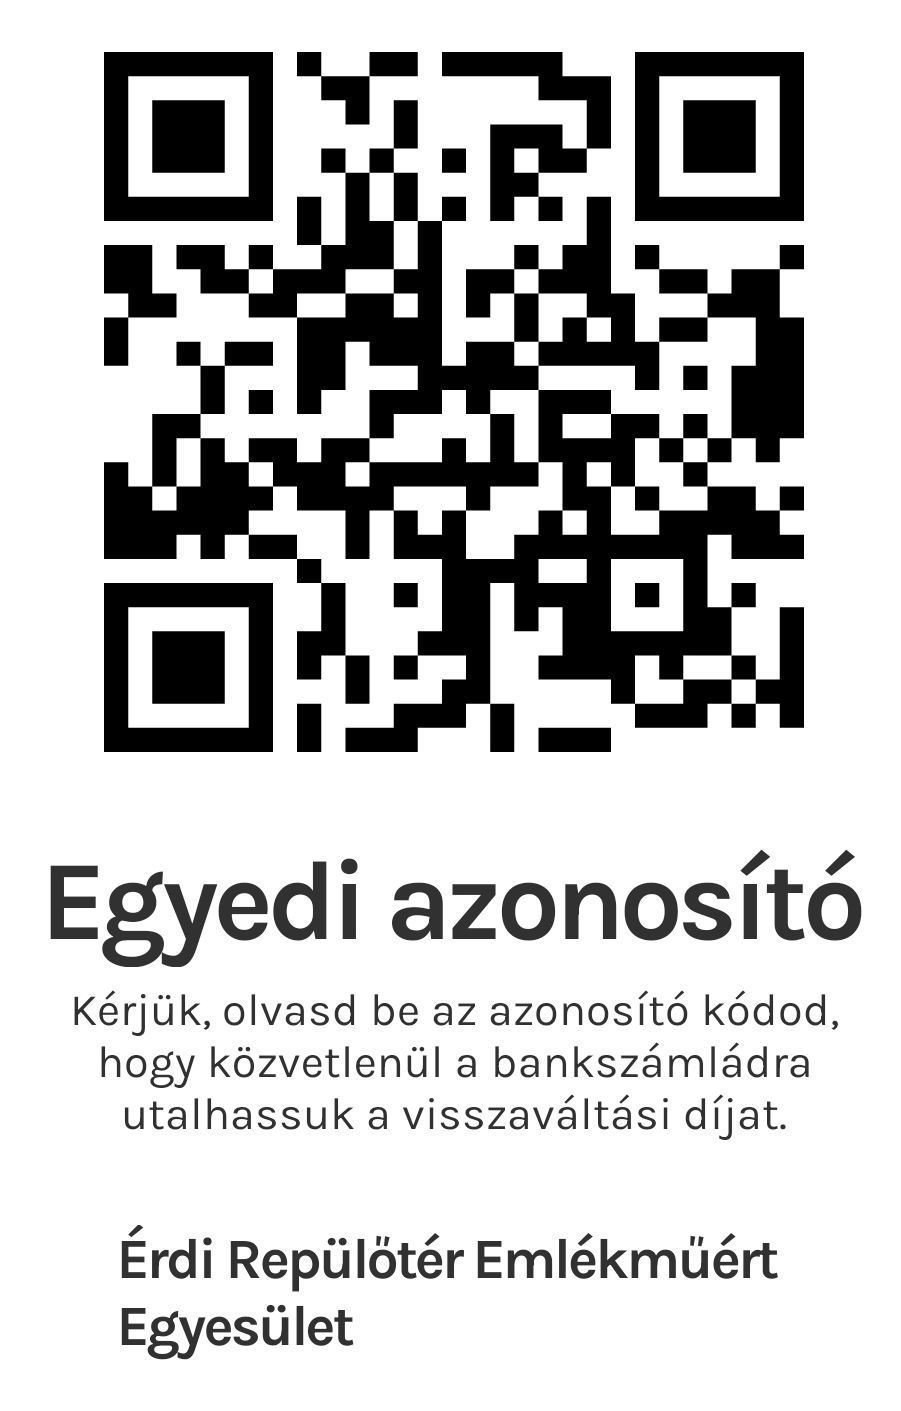 Egyedi azonosító
Kérjük, olvasd be az azonosító kódod,
hogy közvetlenül a bankszámládra
utalhassuk a visszaváltási díjat.
Érdi Repülőtér Emlékműért
Egyesület